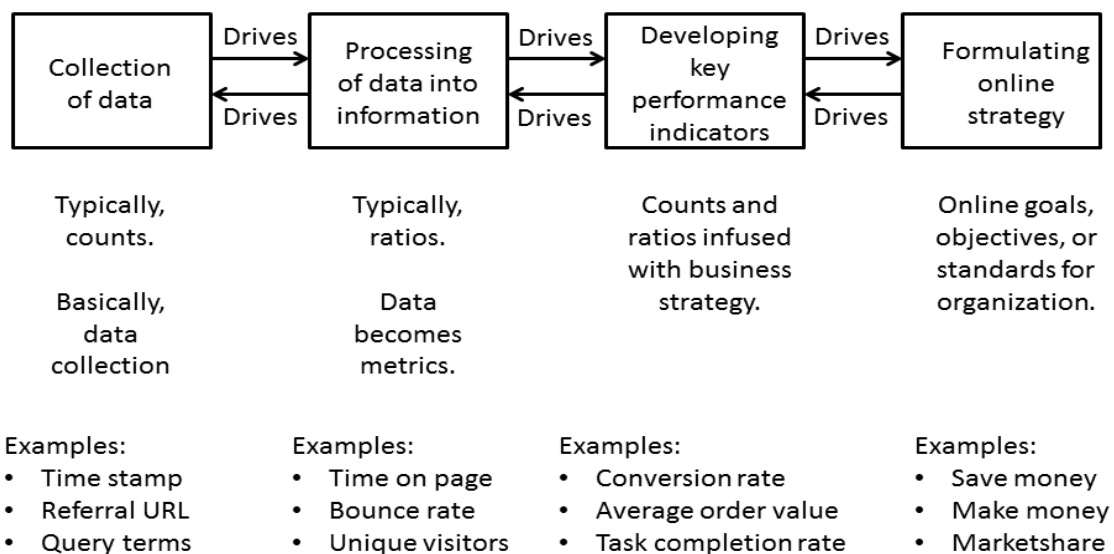 Collection
of data
Drives
Drives
Processing
of data into
information
Drives
Drives
Developing
key
performance
indicators
Drives
Drives
Formulating
online
strategy
Typically,
counts.
Basically,
data
collection
Typically,
ratios.
Data
becomes
metrics.
Counts and
ratios infused
with business
strategy.
Online goals,
objectives, or
standards for
organization.
Examples:
• Time stamp
• Referral URL
• Query terms
Examples:
• Time on page
• Bounce rate
• Unique visitors
Examples:
• Conversion rate
• Average order value
• Task completion rate
Examples:
• Save money
• Make money
• Marketshare